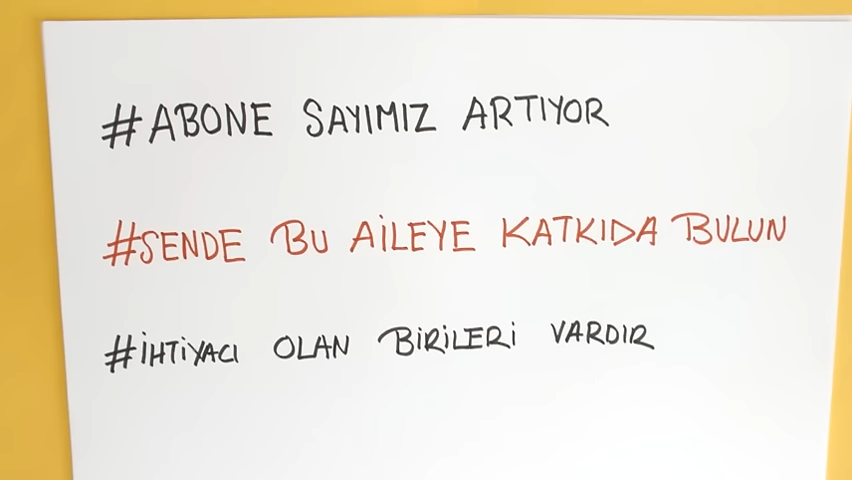 #ABONE SAYIMIZ ARTIYOR
#SENDE BU AİLEYE KATKIDA BULUN
#İHTİYACI OLAN BİRİLERİ VARDIR